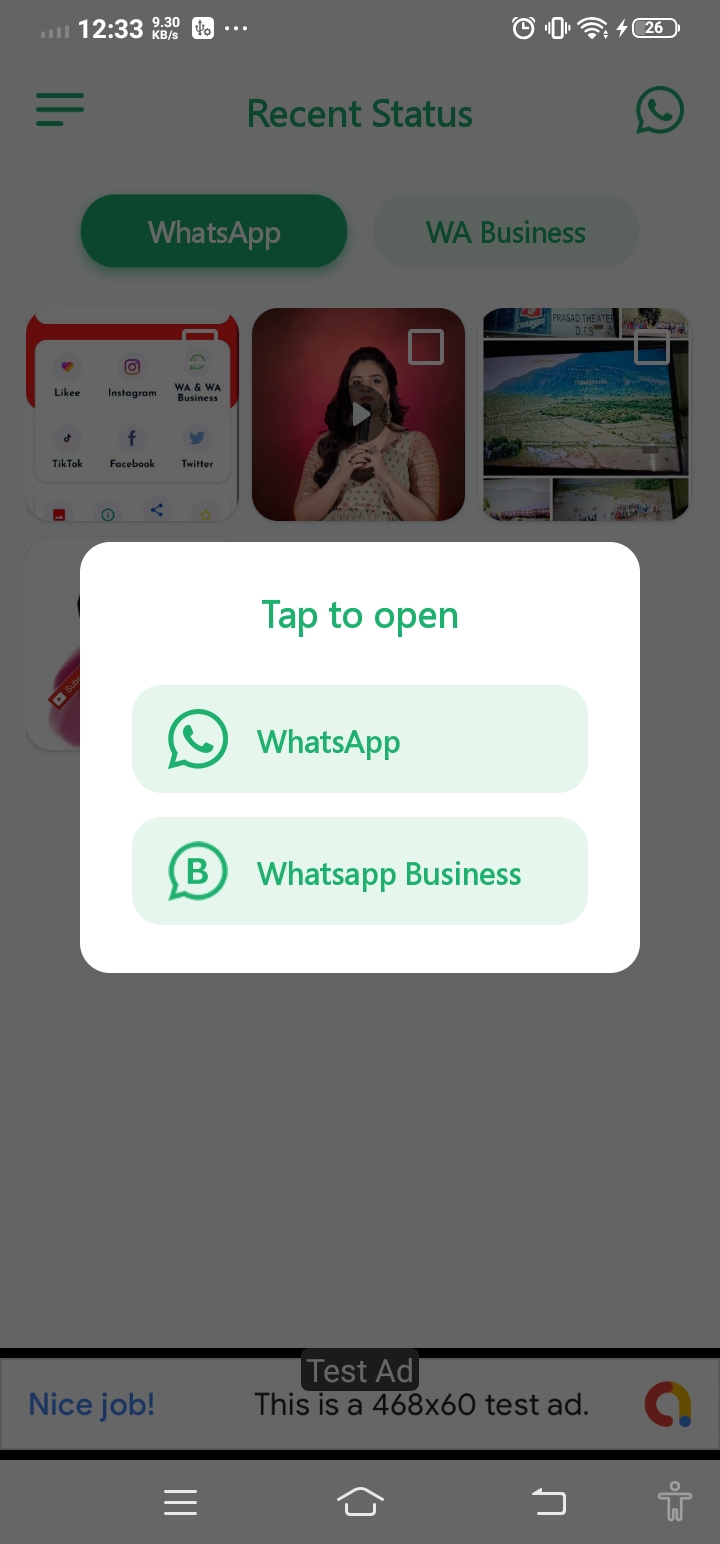 12:33 9.30 KB/s 26
Recent Status
WhatsApp WA Business
Likee Instagram WA & WA Business
TikTok Facebook Twitter
PRASAD THEATER
D.T.S
Tap to open
WhatsApp
B Whatsapp Business
Test Ad
Nice job! This is a 468x60 test ad.